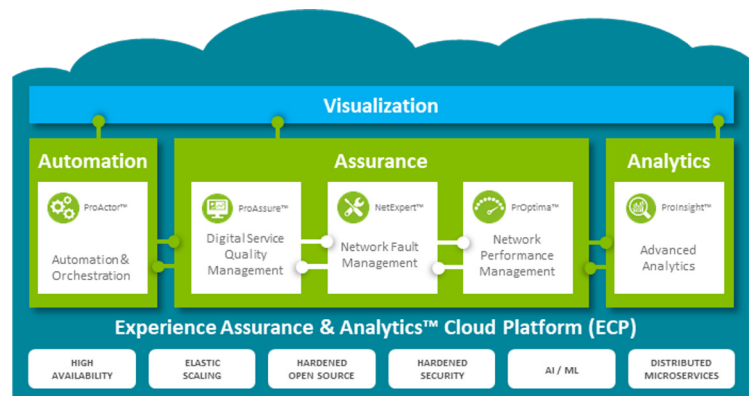 Visualization
Automation
ProActor™
Automation &
Orchestration
Assurance
ProAssure™
Digital Service
Quality
Management
NetExpert™
Network Fault
Management
PrOptima™
Network
Performance
Management
Analytics
ProInsight™
Advanced
Analytics
Experience Assurance & Analytics™ Cloud Platform (ECP)
HIGH
AVAILABILITY
ELASTIC
SCALING
HARDENED
OPEN SOURCE
HARDENED
SECURITY
AI / ML
DISTRIBUTED
MICROSERVICES